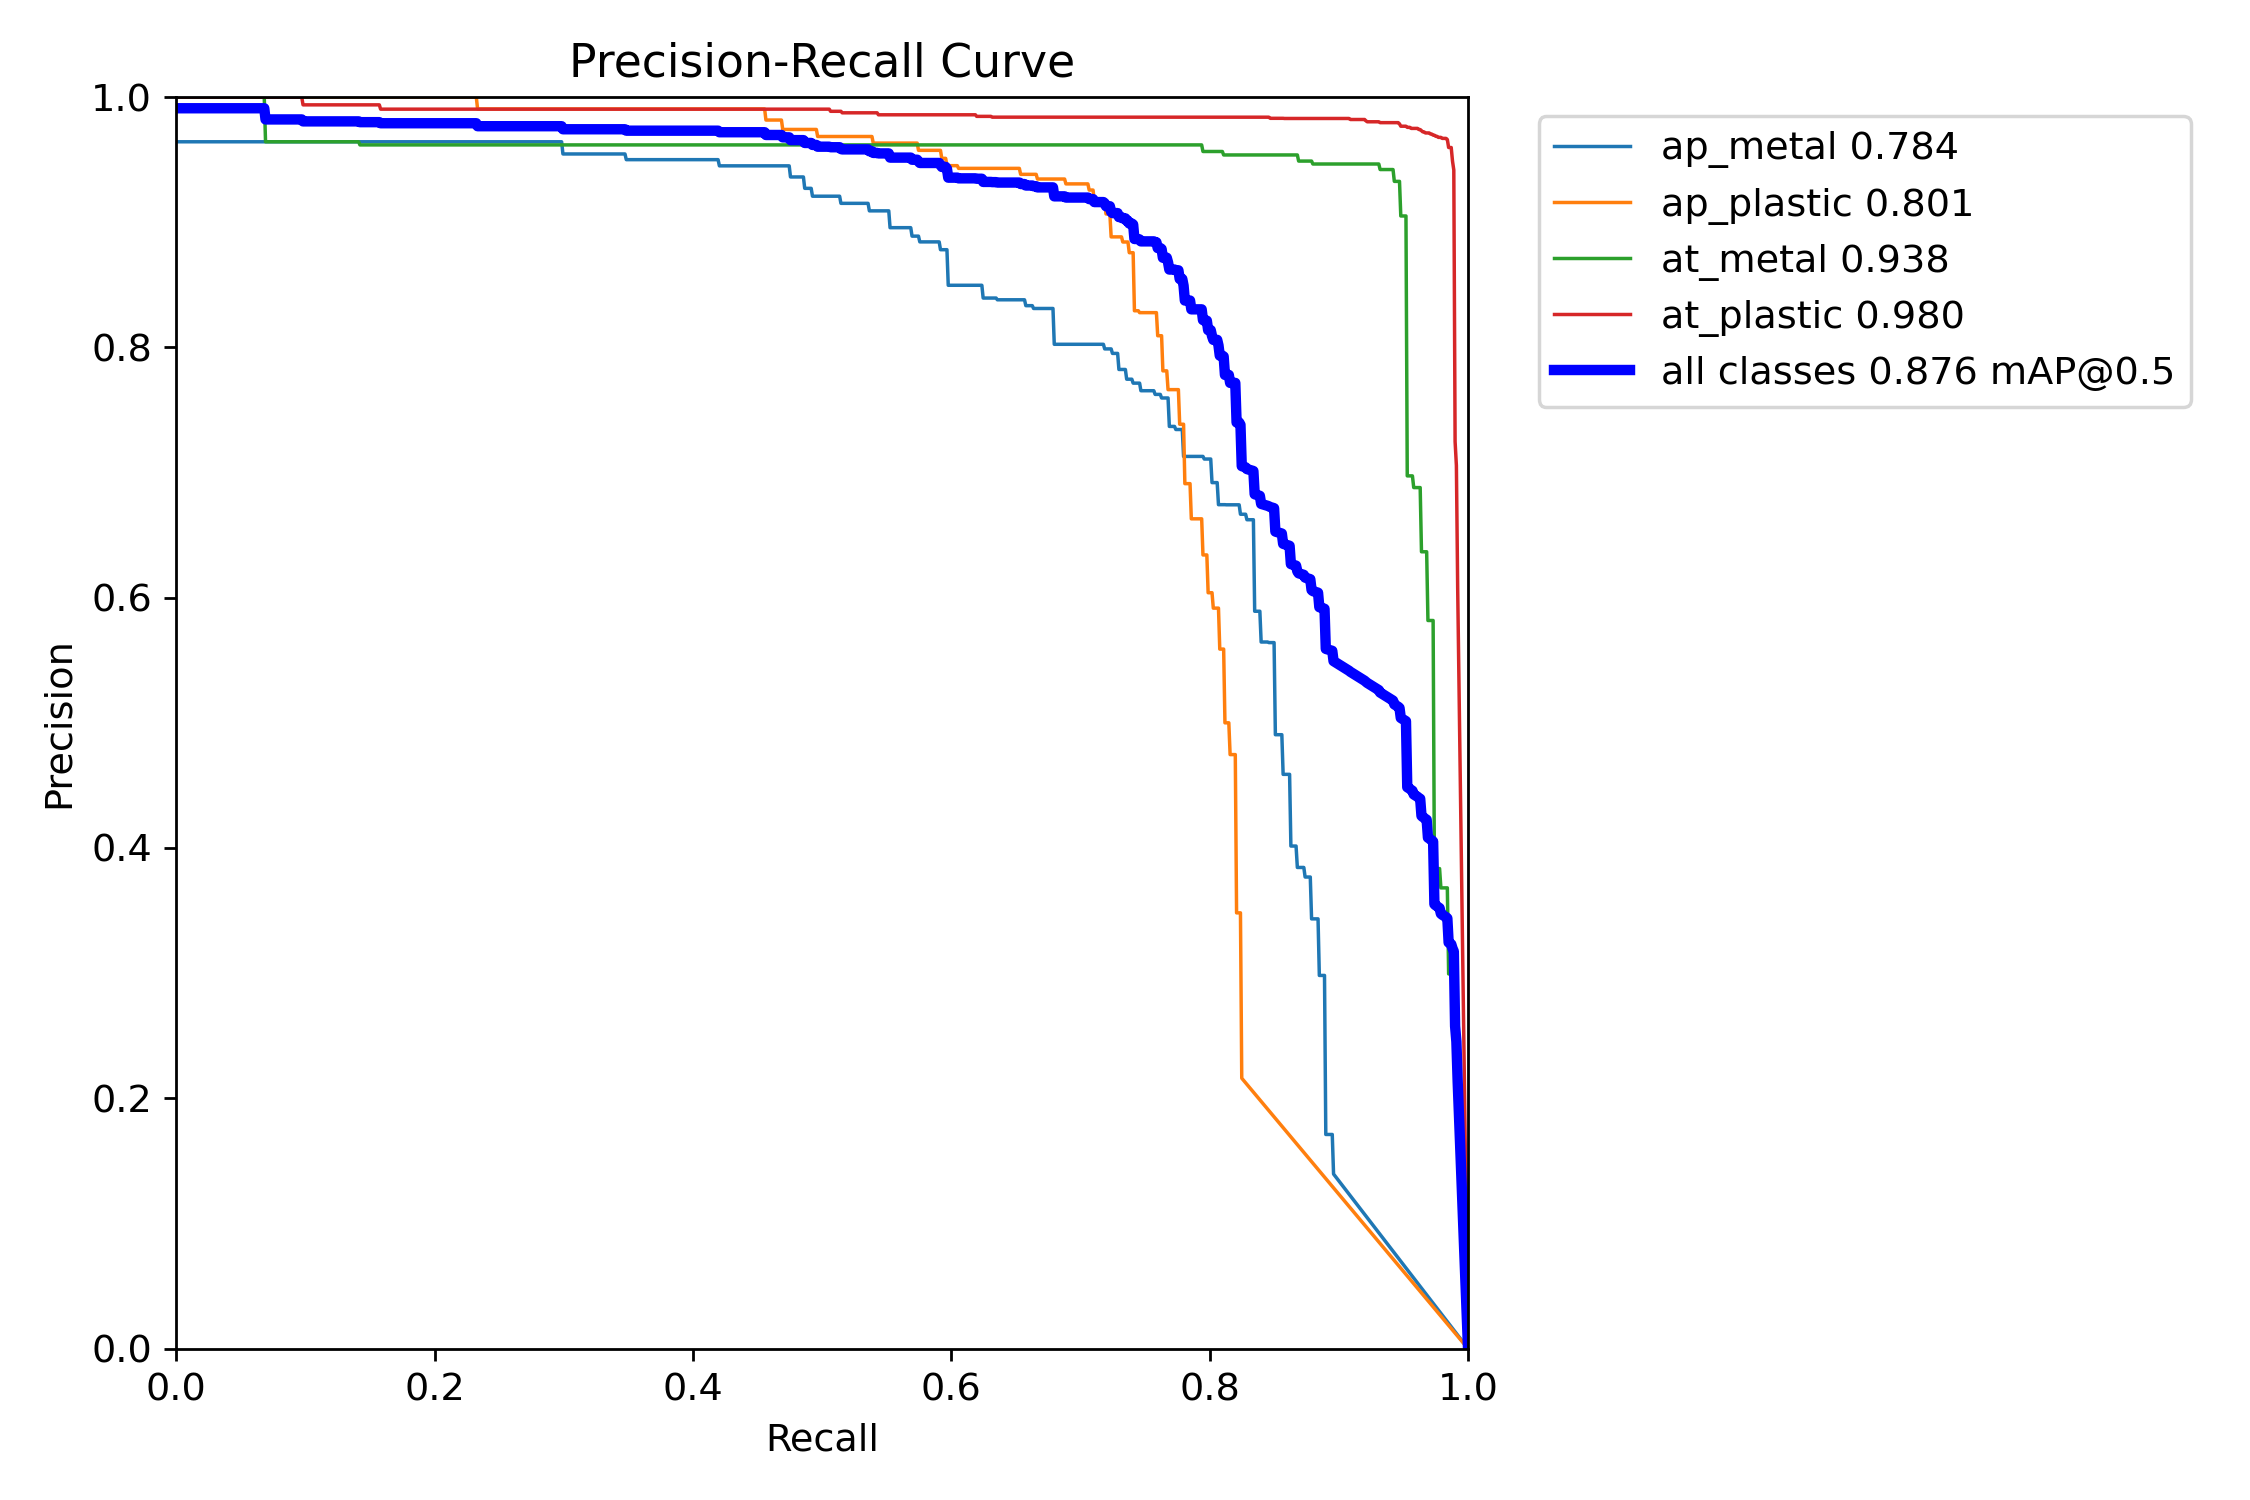 Precision-Recall Curve
1.0
0.8
0.6
0.4
0.2
0.0
Precision
0.0 0.2 0.4 0.6 0.8 1.0
Recall
ap_metal 0.784
ap_plastic 0.801
at_metal 0.938
at_plastic 0.980
all classes 0.876 mAP@0.5